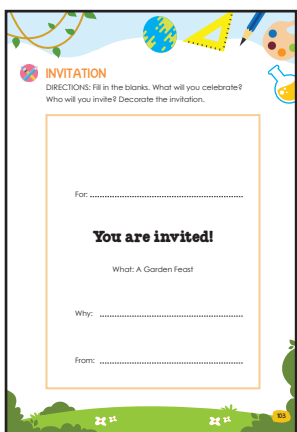 INVITATION
DIRECTIONS: Fill in the blanks. What will you celebrate?
Who will you invite? Decorate the invitation.
For:
You are invited!
What: A Garden Feast
Why:
From:
103